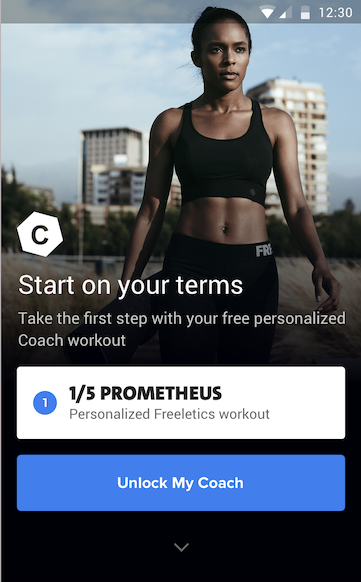 12:30
FRE
C
Start on your terms
Take the first step with your free personalized
Coach workout
1
1/5 PROMETHEUS
Personalized Freeletics workout
Unlock My Coach